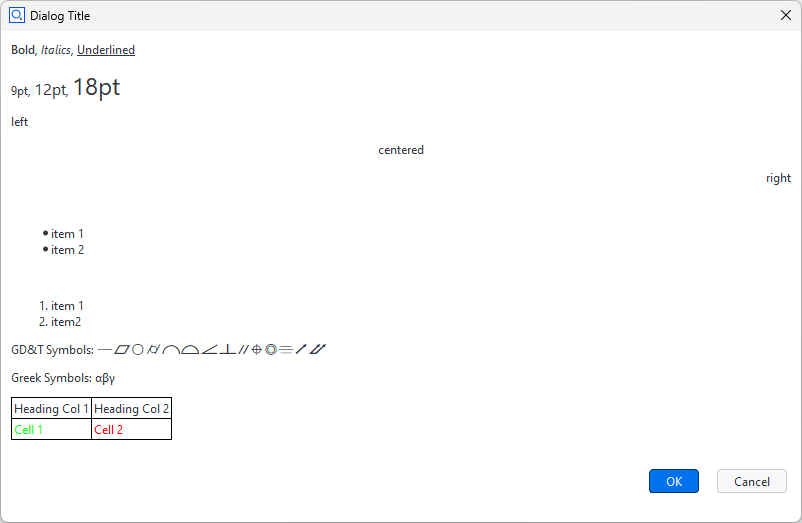 Dialog Title
Bold, Italics, Underlined
9pt, 12pt, 18pt
left
centered
right
• item 1
• item 2
1. item 1
2. item2
GD&T Symbols: ⏤⏥○⌭⌒⌓∠⟂⫽⌖◎⌯↗⌰
Greek Symbols: αβγ
Heading Col 1 Heading Col 2
Cell 1 Cell 2
OK Cancel